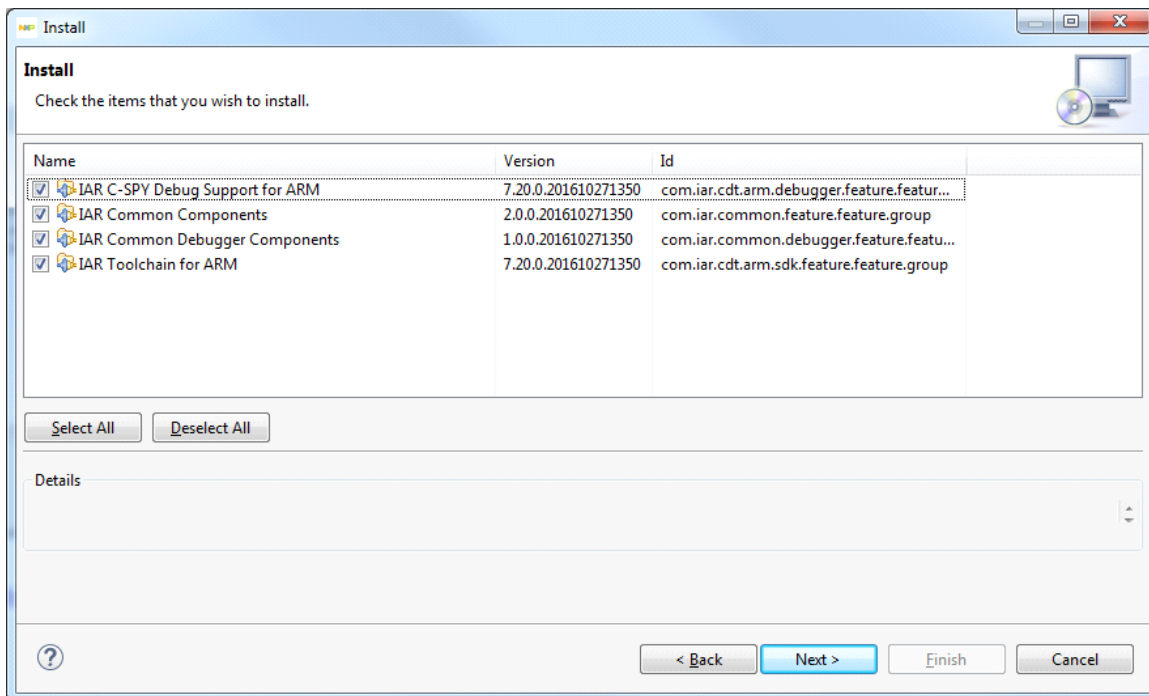 NXP Install
Install
Check the items that you wish to install.
Name Version Id
IAR C-SPY Debug Support for ARM 7.20.0.201610271350 com.iar.cdt.arm.debugger.feature.featur...
IAR Common Components 2.0.0.201610271350 com.iar.common.feature.feature.group
IAR Common Debugger Components 1.0.0.201610271350 com.iar.common.debugger.feature.featu...
IAR Toolchain for ARM 7.20.0.201610271350 com.iar.cdt.arm.sdk.feature.feature.group
Select All Deselect All
Details
? < Back Next > Finish Cancel